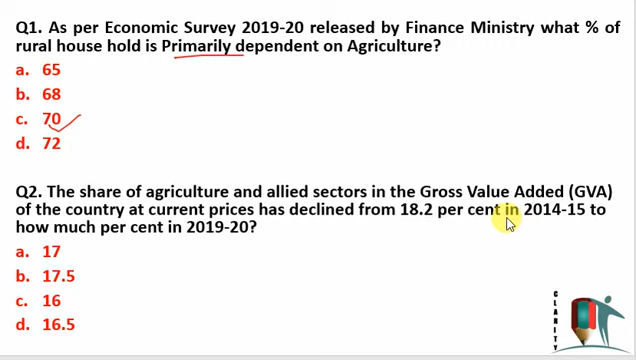 Q1. As per Economic Survey 2019-20 released by Finance Ministry what % of
rural house hold is Primarily dependent on Agriculture?
a. 65
b. 68
c. 70
d. 72
Q2. The share of agriculture and allied sectors in the Gross Value Added (GVA)
of the country at current prices has declined from 18.2 per cent in 2014-15 to
how much per cent in 2019-20?
a. 17
b. 17.5
c. 16
d. 16.5
CLARITY